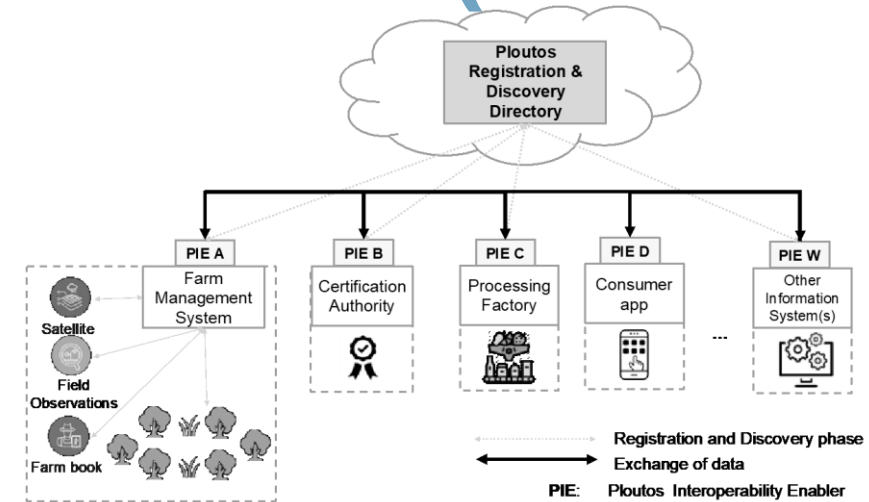 Ploutos
Registration &
Discovery
Directory
PIE A
PIE B
PIE C
PIE D
PIE W
Farm
Management
System
Certification
Authority
Processing
Factory
Consumer
app
Other
Information
System(s)
Satellite
Field
Observations
Farm book
...
Registration and Discovery phase
Exchange of data
PIE: Ploutos Interoperability Enabler